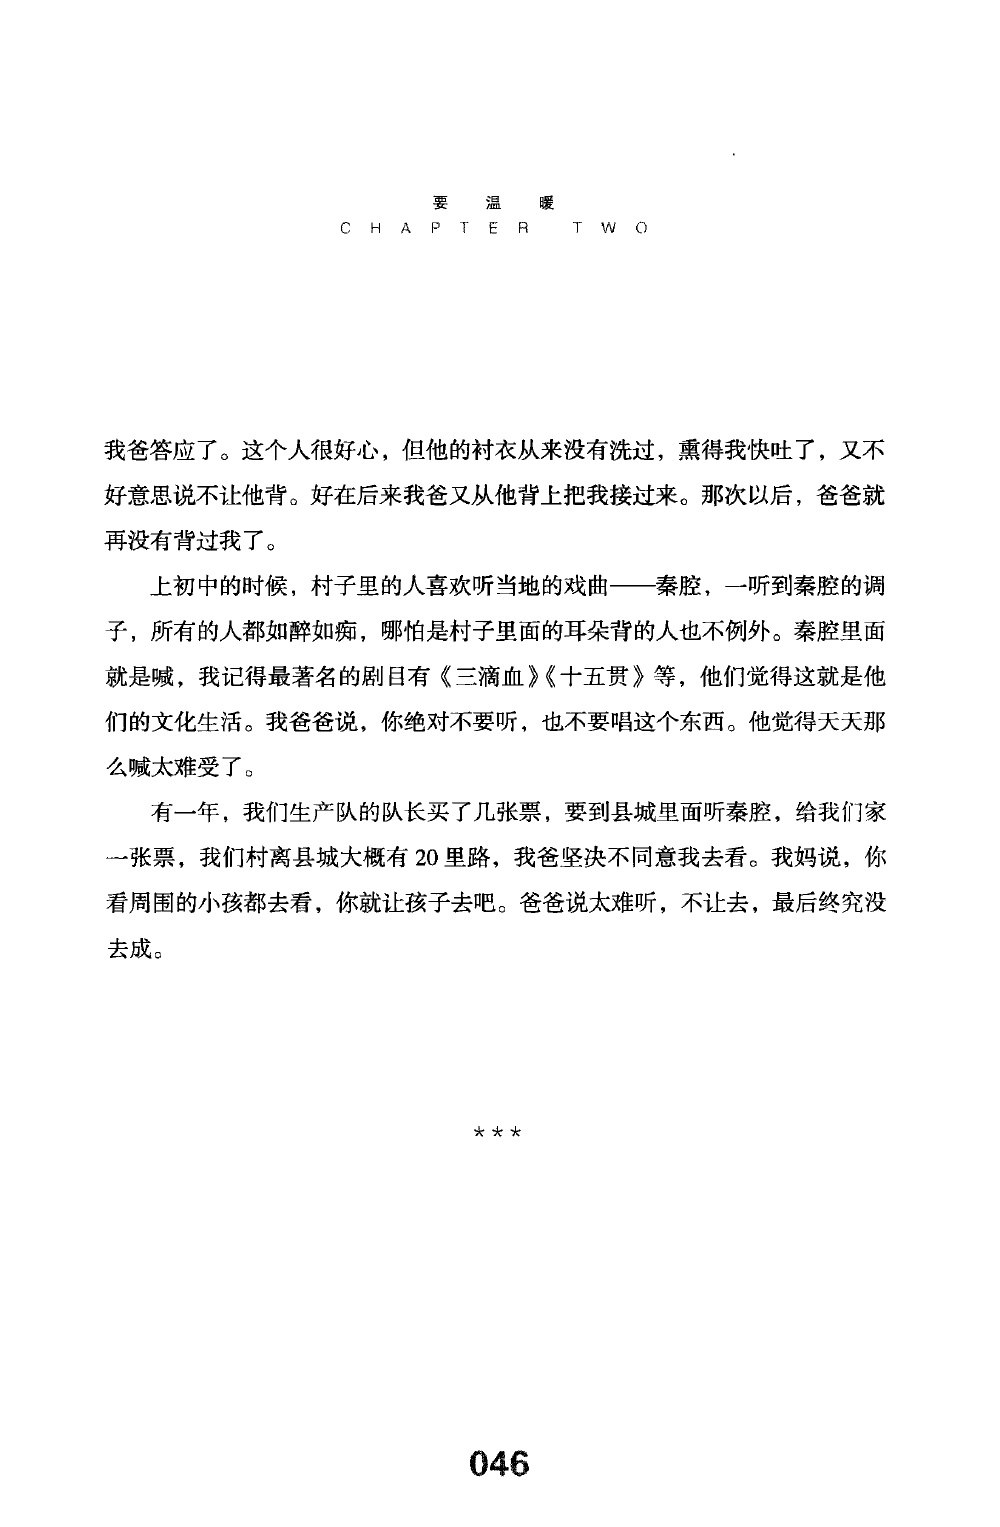 要 温 暖
CHAPTER TWO
我爸答应了。这个人很好心，但他的衬衣从来没有洗过，熏得我快吐了，又不
好意思说不让他背。好在后来我爸又从他背上把我接过来。那次以后，爸爸就
再没有背过我了。
上初中的时候，村子里的人喜欢听当地的戏曲——秦腔，一听到秦腔的调
子，所有的人都如醉如痴，哪怕是村子里面的耳朵背的人也不例外。秦腔里面
就是喊，我记得最著名的剧目有《三滴血》《十五贯》等，他们觉得这就是他
们的文化生活。我爸爸说，你绝对不要听，也不要唱这个东西。他觉得天天那
么喊太难受了。
有一年，我们生产队的队长买了几张票，要到县城里面听秦腔，给我们家
一张票，我们村离县城大概有 20 里路，我爸坚决不同意我去看。我妈说，你
看周围的小孩都去看，你就让孩子去吧。爸爸说太难听，不让去，最后终究没
去成。
***
046